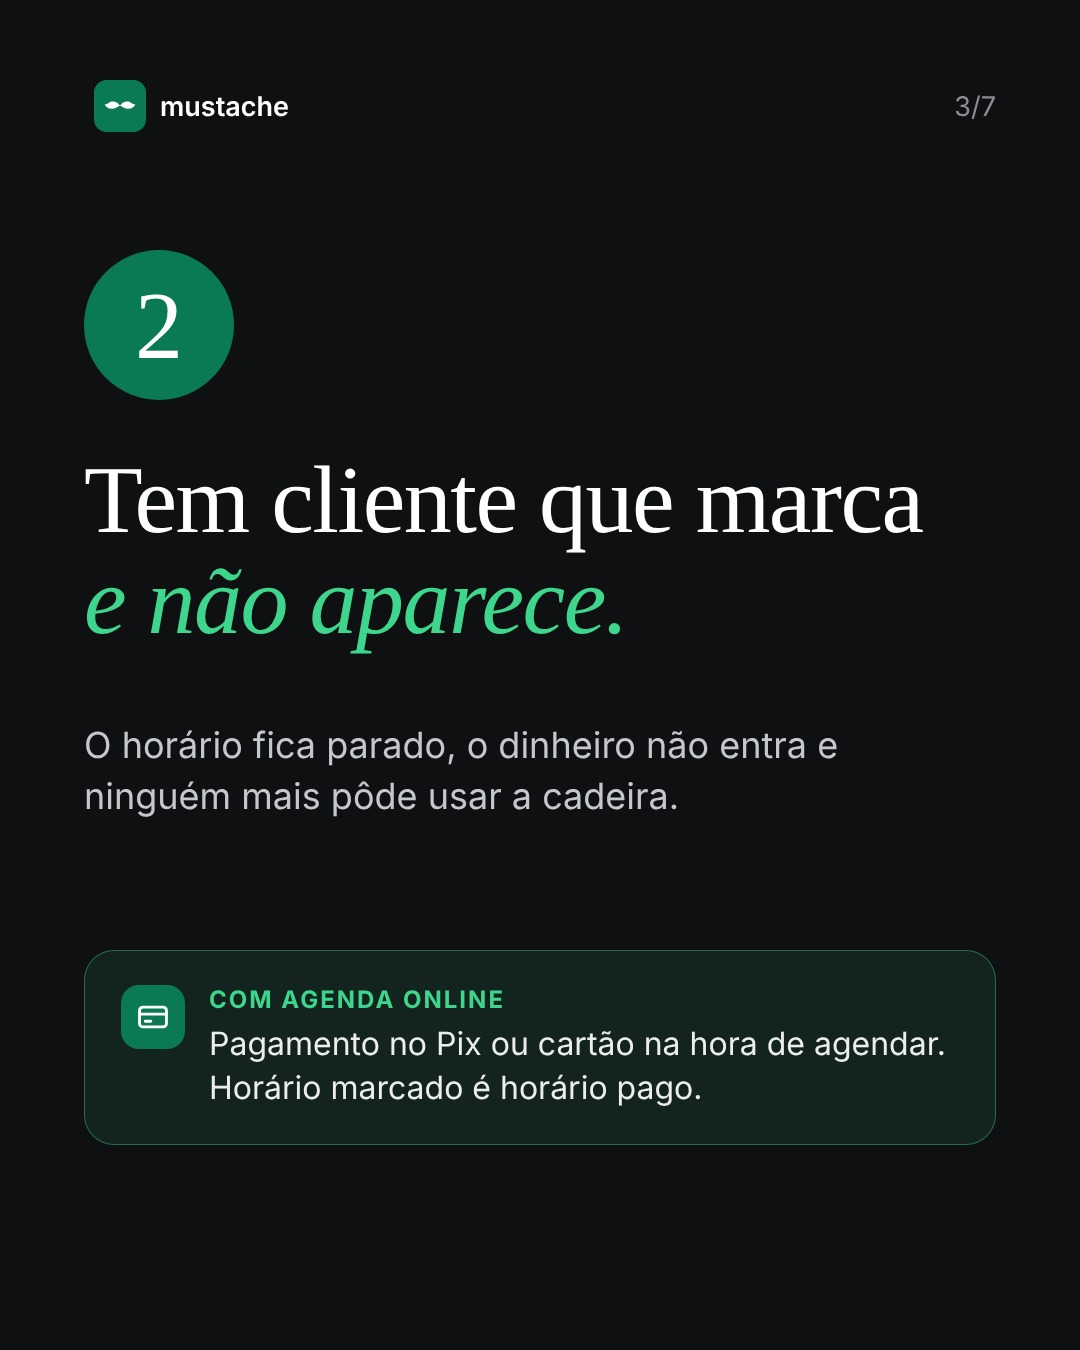 mustache
3/7
2
Tem cliente que marca
e não aparece.
O horário fica parado, o dinheiro não entra e
ninguém mais pôde usar a cadeira.
COM AGENDA ONLINE
Pagamento no Pix ou cartão na hora de agendar.
Horário marcado é horário pago.